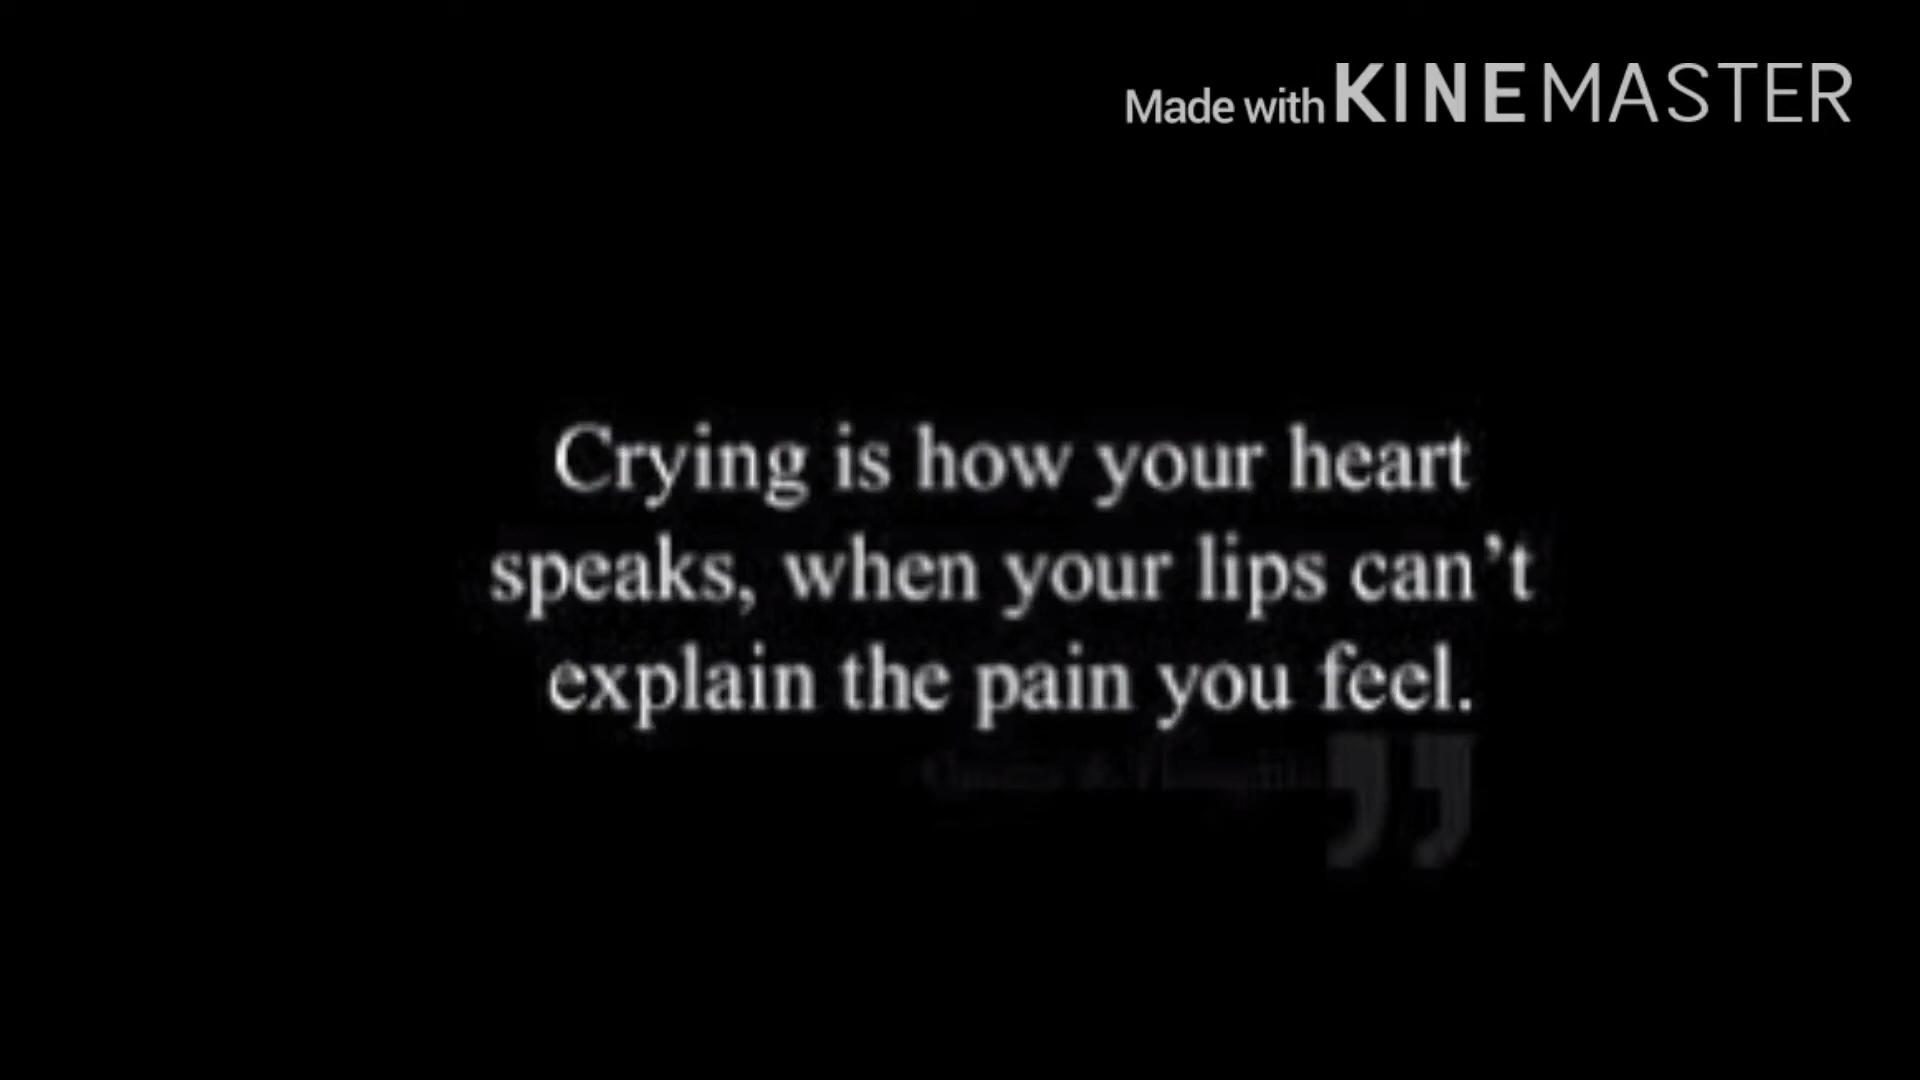 Made with KINEMASTER
Crying is how your heart
speaks, when your lips can’t
explain the pain you feel.